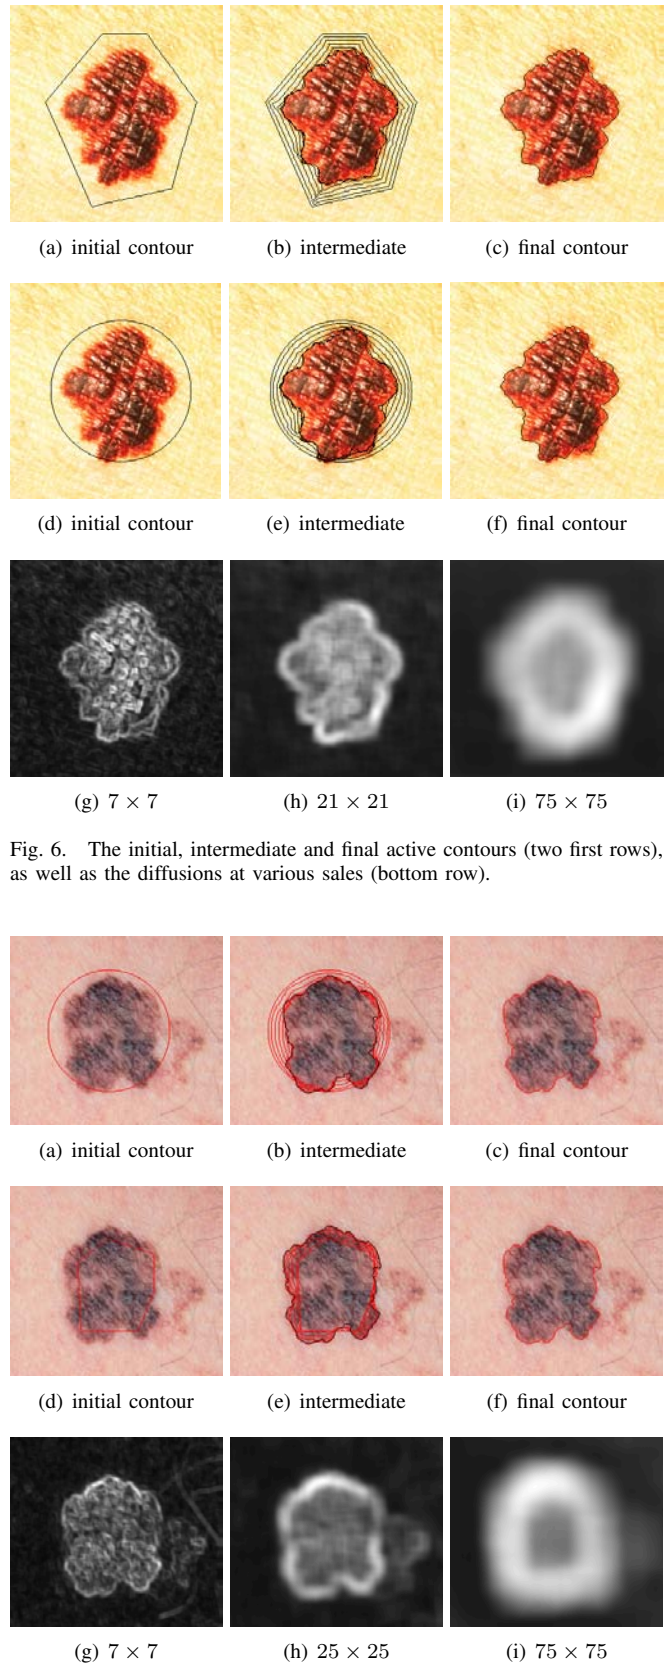 (a) initial contour
(b) intermediate
(c) final contour
(d) initial contour
(e) intermediate
(f) final contour
(g) 7 × 7
(h) 21 × 21
(i) 75 × 75
Fig. 6. The initial, intermediate and final active contours (two first rows),
as well as the diffusions at various sales (bottom row).
(a) initial contour
(b) intermediate
(c) final contour
(d) initial contour
(e) intermediate
(f) final contour
(g) 7 × 7
(h) 25 × 25
(i) 75 × 75